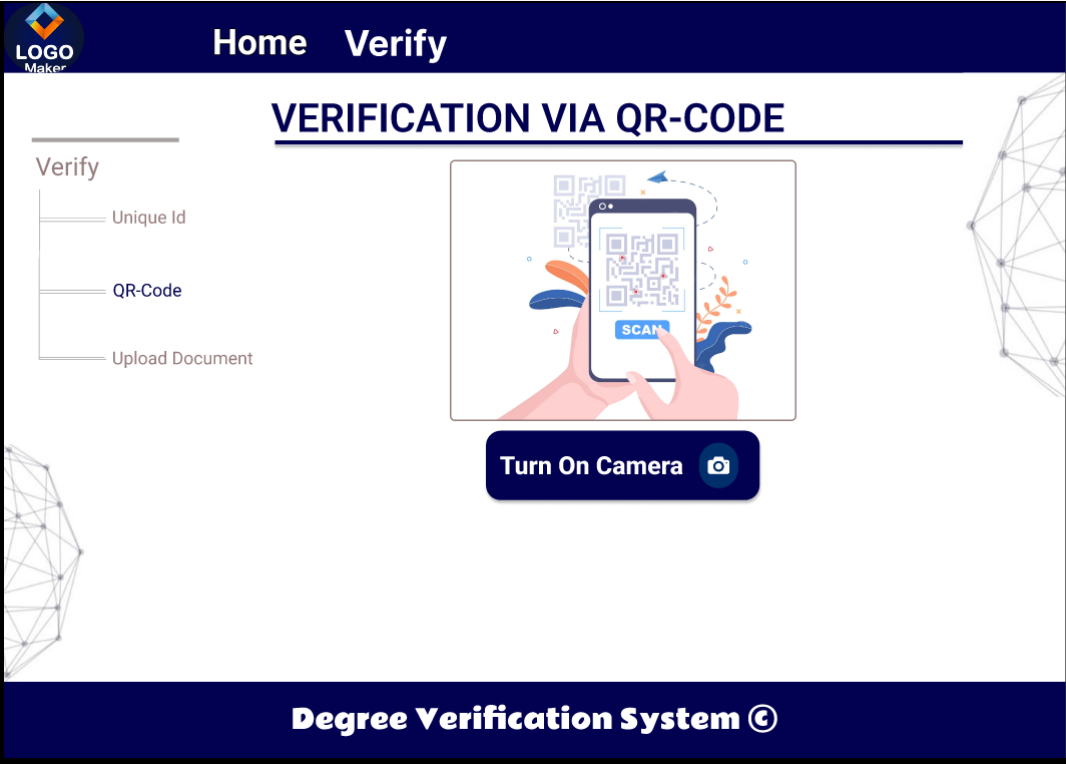 LOGO
Maker
Home Verify
VERIFICATION VIA QR-CODE
Verify
Unique Id
QR-Code
Upload Document
SCAN
Turn On Camera
Degree Verification System ©